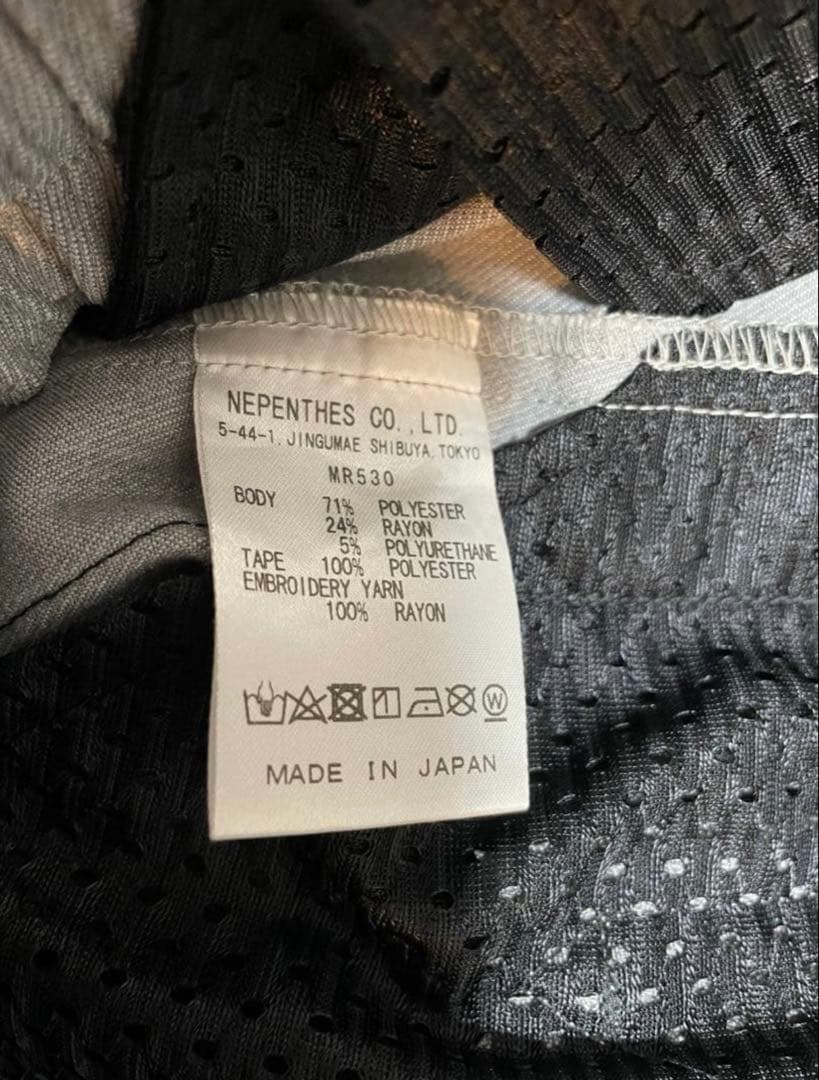 NEPENTHES CO.,LTD.
5-44-1, JINGUMAE SHIBUYA, TOKYO
MR530
BODY 71% POLYESTER
24% RAYON
5% POLYURETHANE
TAPE 100% POLYESTER
EMBROIDERY YARN
100% RAYON
W
MADE IN JAPAN